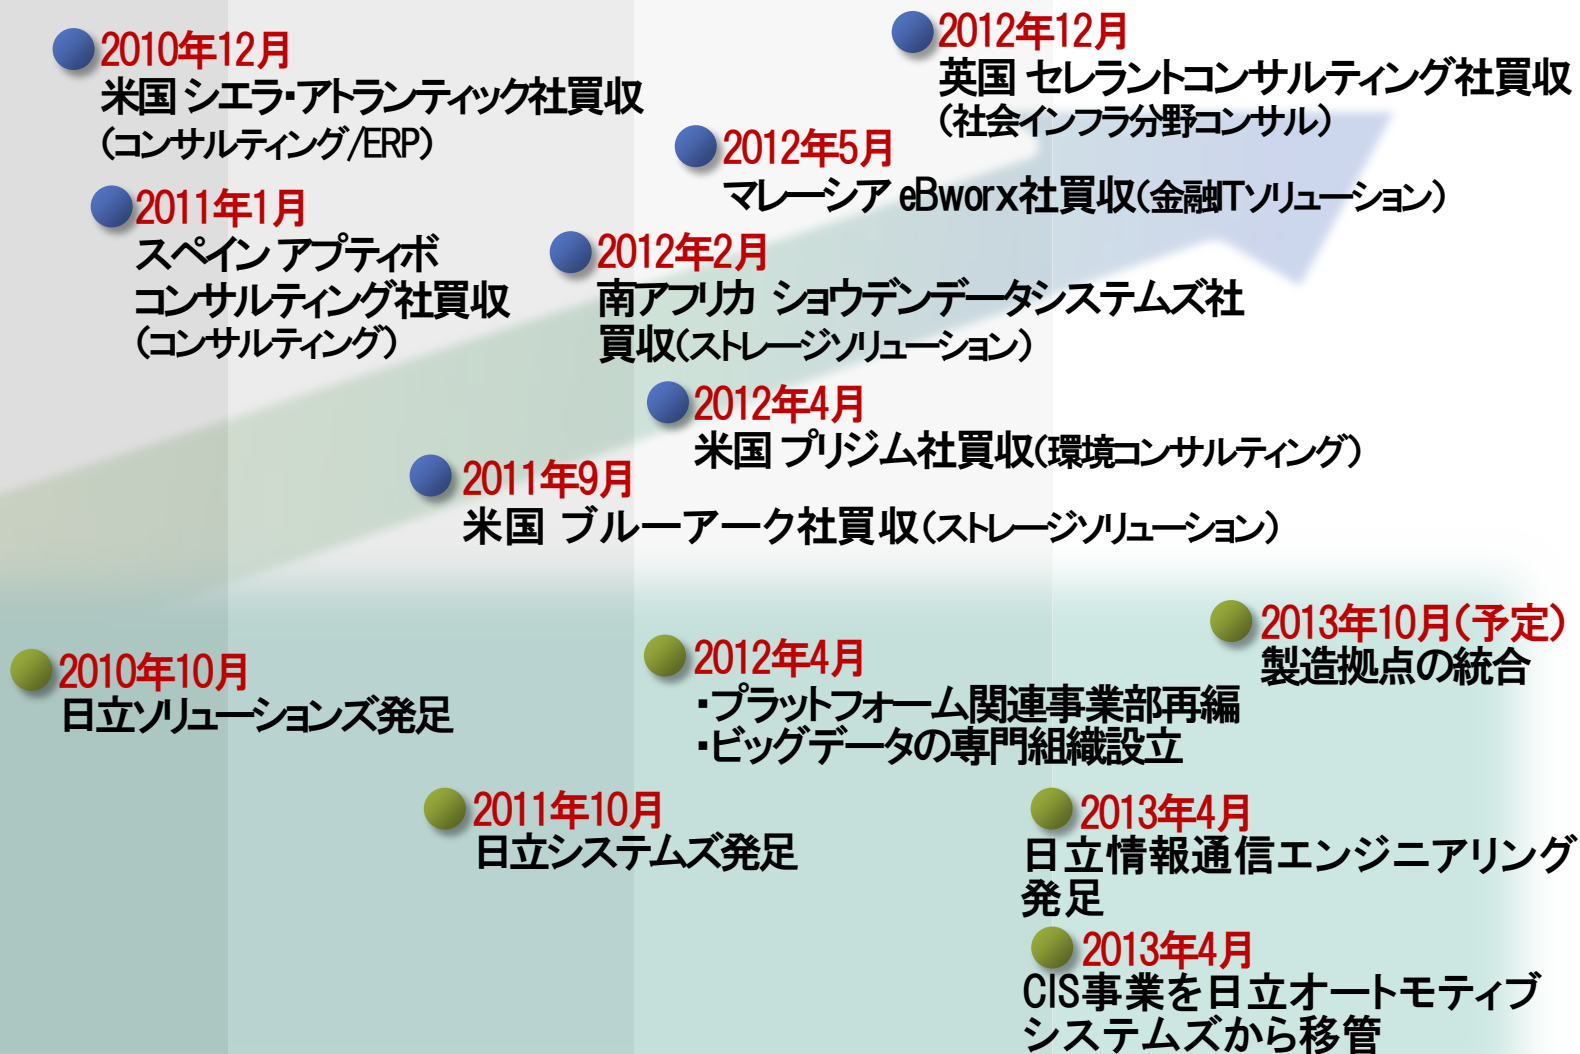 2010年12月
米国 シエラ・アトランティック社買収
(コンサルティング/ERP)
2011年1月
スペイン アプティボ
コンサルティング社買収
(コンサルティング)
2012年12月
英国 セレラントコンサルティング社買収
(社会インフラ分野コンサル)
2012年5月
マレーシア eBworx社買収(金融ITソリューション)
2012年2月
南アフリカ ショウデンデータシステムズ社
買収(ストレージソリューション)
2012年4月
米国 プリジム社買収(環境コンサルティング)
2011年9月
米国 ブルーアーク社買収(ストレージソリューション)
2010年10月
日立ソリューションズ発足
2012年4月
・プラットフォーム関連事業部再編
・ビッグデータの専門組織設立
2013年10月(予定)
製造拠点の統合
2011年10月
日立システムズ発足
2013年4月
日立情報通信エンジニアリング
発足
2013年4月
CIS事業を日立オートモティブ
システムズから移管